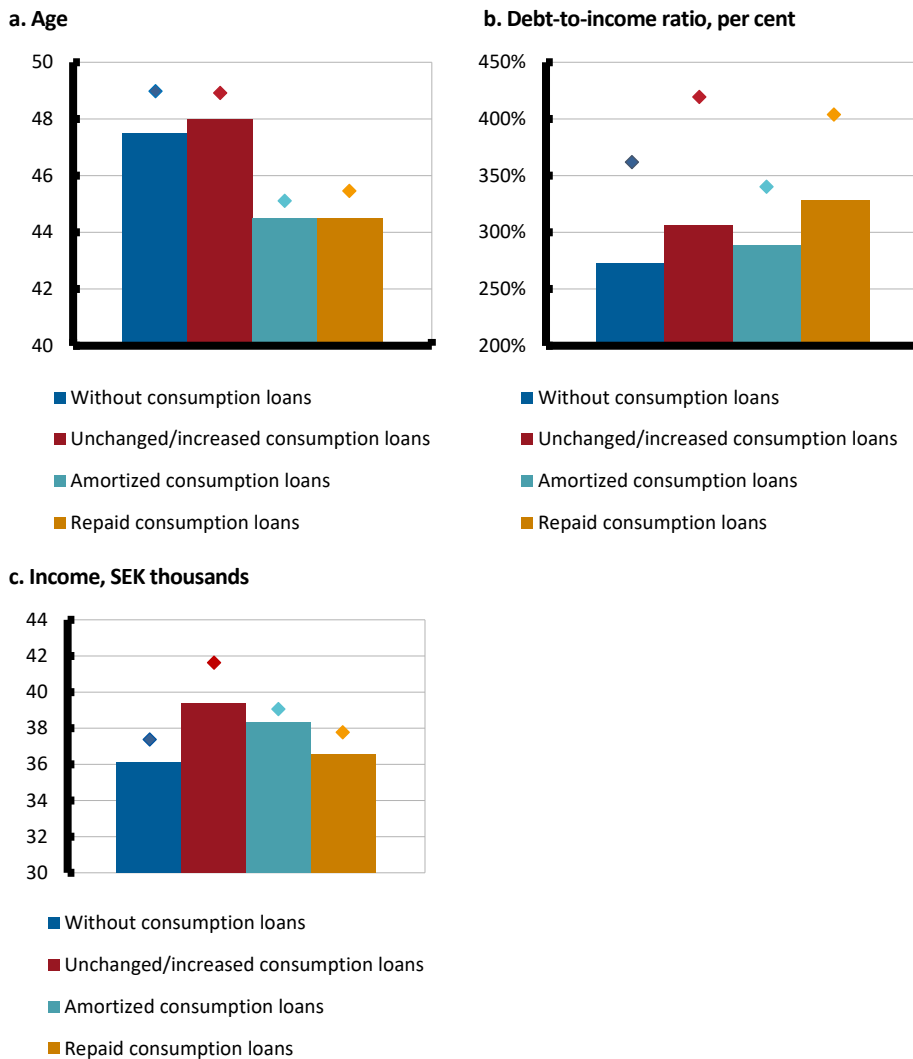 a. Age
50
48
46
44
42
40
Without consumption loans
Unchanged/increased consumption loans
Amortized consumption loans
Repaid consumption loans
b. Debt-to-income ratio, per cent
450%
400%
350%
300%
250%
200%
Without consumption loans
Unchanged/increased consumption loans
Amortized consumption loans
Repaid consumption loans
c. Income, SEK thousands
44
42
40
38
36
34
32
30
Without consumption loans
Unchanged/increased consumption loans
Amortized consumption loans
Repaid consumption loans